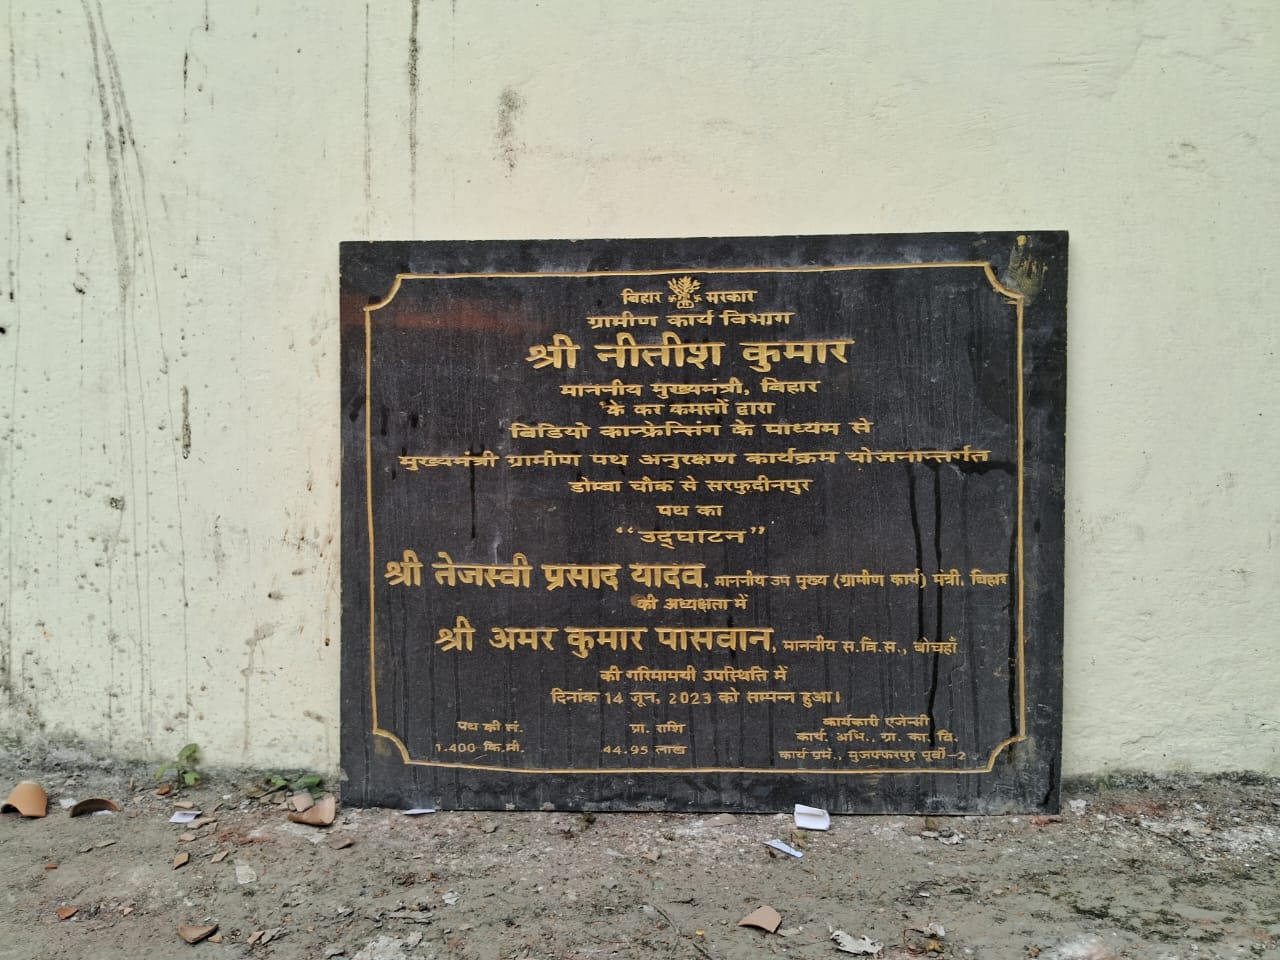 बिहार सरकार
ग्रामीण कार्य विभाग
श्री नीतीश कुमार
माननीय मुख्यमंत्री, बिहार
के कर कमलों द्वारा
विडियो कान्फ्रेन्सिंग के माध्यम से
मुख्यमंत्री ग्रामीण पथ अनुरक्षण कार्यक्रम योजनान्तर्गत
डोम्बा चौक से सरफुदीनपुर
पथ का
“उद्घाटन”
श्री तेजस्वी प्रसाद यादव, माननीय उप मुख्य (ग्रामीण कार्य) मंत्री, बिहार
की अध्यक्षता में
श्री अमर कुमार पासवान, माननीय स.वि.स., बोचहाँ
की गरिमामयी उपस्थिति में
दिनांक 14 जून, 2023 को सम्पन्न हुआ।
पथ की सं. प्रा. राशि कार्यकारी एजेन्सी
1.400 कि.मी. 44.95 लाख कार्य. अभि., ग्रा. का. वि.
कार्य प्रमं., मुजफ्फरपुर पूर्वी-2